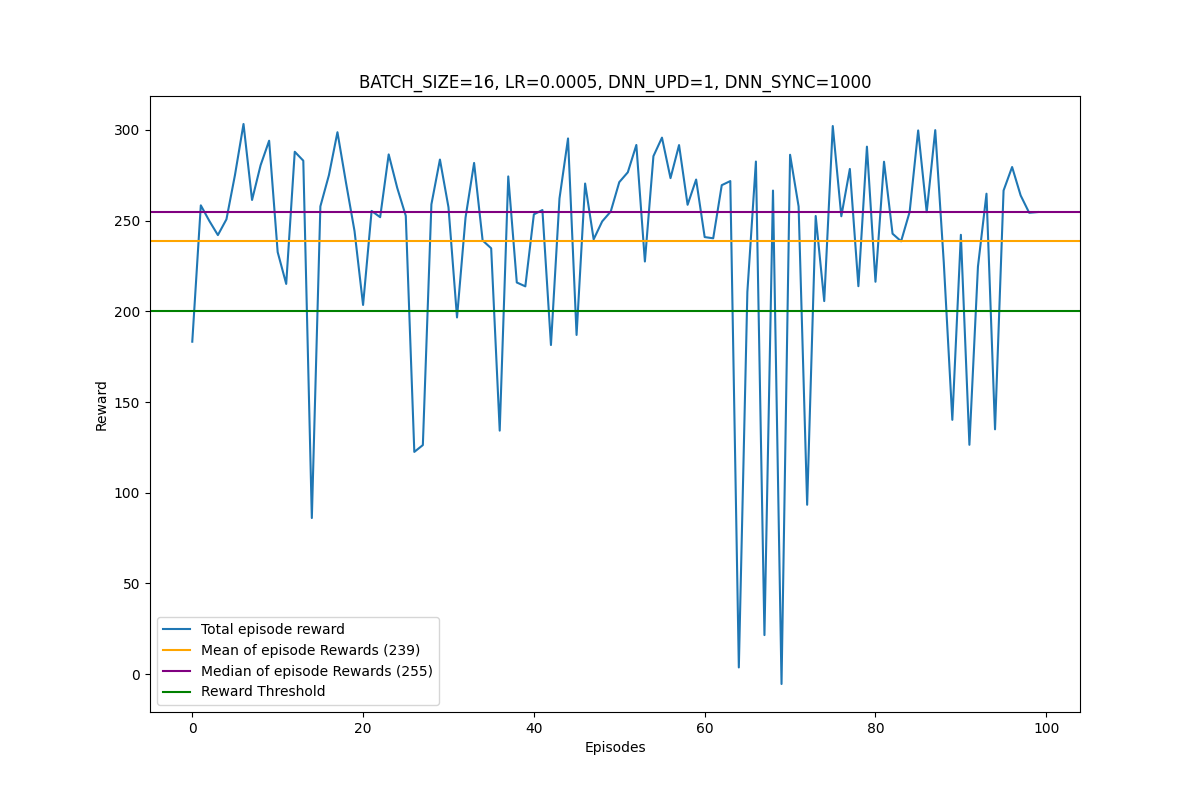 BATCH_SIZE=16, LR=0.0005, DNN_UPD=1, DNN_SYNC=1000
300
250
200
150
100
50
0
Reward
Total episode reward
Mean of episode Rewards (239)
Median of episode Rewards (255)
Reward Threshold
0 20 40 60 80 100
Episodes